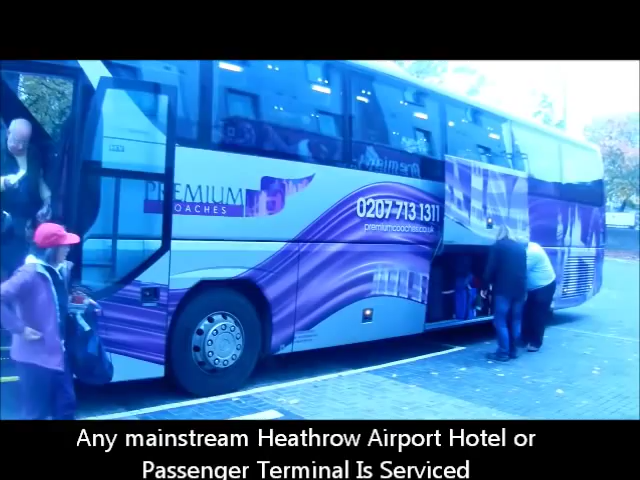 PREMIUM
COACHES
0207 713 1311
premiumcoaches.co.uk
Any mainstream Heathrow Airport Hotel or
Passenger Terminal Is Serviced